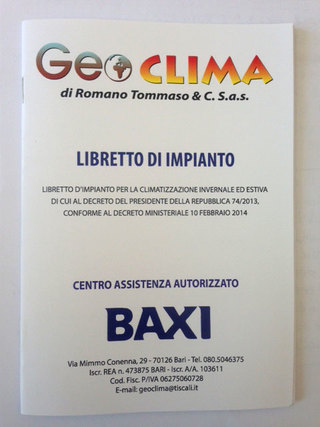 Geo CLIMA
di Romano Tommaso & C. S.a.s.
LIBRETTO DI IMPIANTO
LIBRETTO D'IMPIANTO PER LA CLIMATIZZAZIONE INVERNALE ED ESTIVA
DI CUI AL DECRETO DEL PRESIDENTE DELLA REPUBBLICA 74/2013,
CONFORME AL DECRETO MINISTERIALE 10 FEBBRAIO 2014
CENTRO ASSISTENZA AUTORIZZATO
BAXI
Via Mimmo Conenna, 29 - 70126 Bari - Tel. 080.5046375
Iscr. REA n. 473875 BARI - Iscr. A/A. 103611
Cod. Fisc. P/IVA 06275060728
E-mail: geoclima@tiscali.it